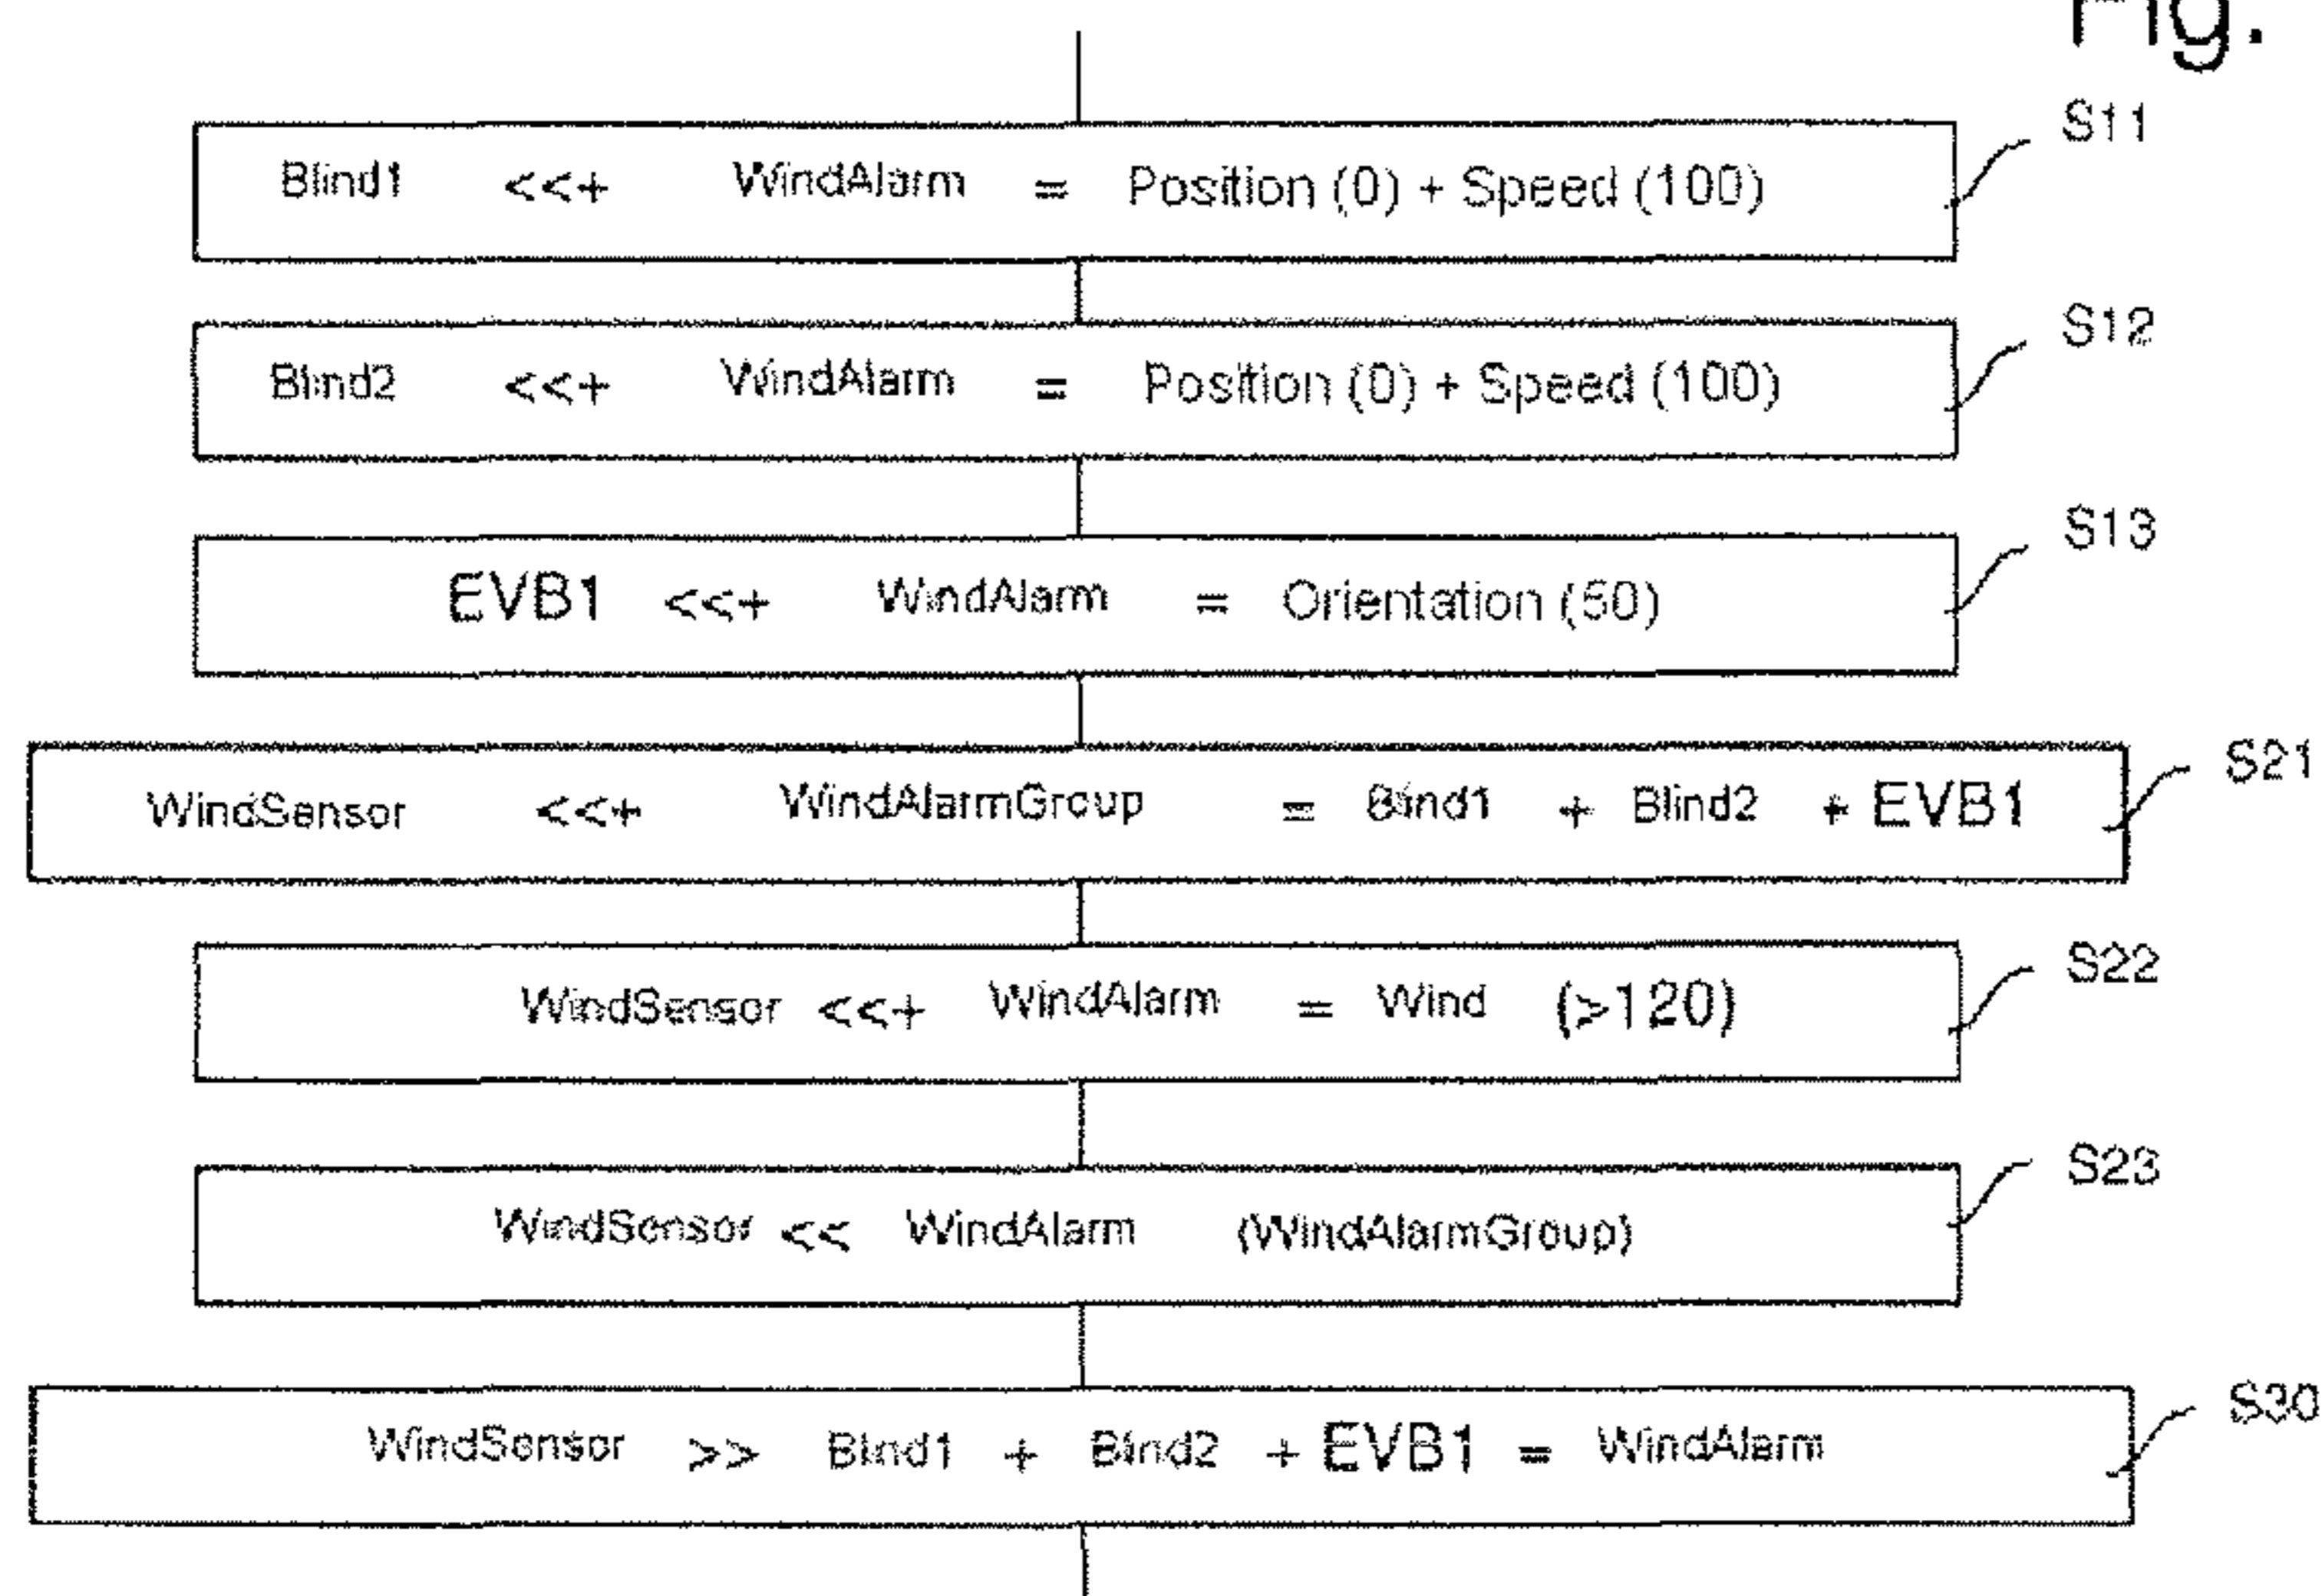 Fig.
S11
Blind1 <<+ WindAlarm = Position (0) + Speed (100)
S12
Blind2 <<+ WindAlarm = Position (0) + Speed (100)
S13
EVB1 <<+ WindAlarm = Orientation (50)
S21
WindSensor <<+ WindAlarmGroup = Blind1 + Blind2 + EVB1
S22
WindSensor <<+ WindAlarm = Wind (>120)
S23
WindSensor << WindAlarm (WindAlarmGroup)
S30
WindSensor >> Blind1 + Blind2 + EVB1 = WindAlarm